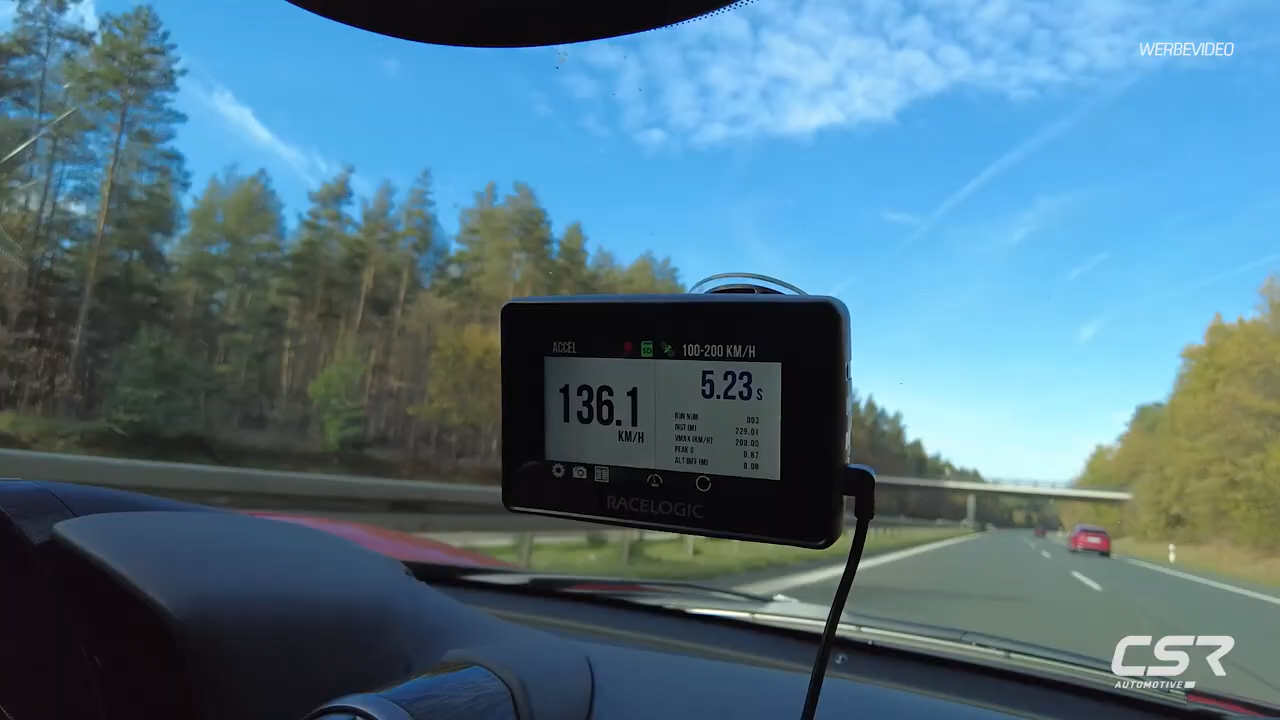 WERBEVIDEO
ACCEL
100-200 KM/H
136.1
KM/H
5.23 s
RUN NUM 003
DIST (M) 229.01
VMAX (KM/H) 200.05
PEAK G 0.87
ALT DIFF (M) 0.08
RACELOGIC
CSR
AUTOMOTIVE